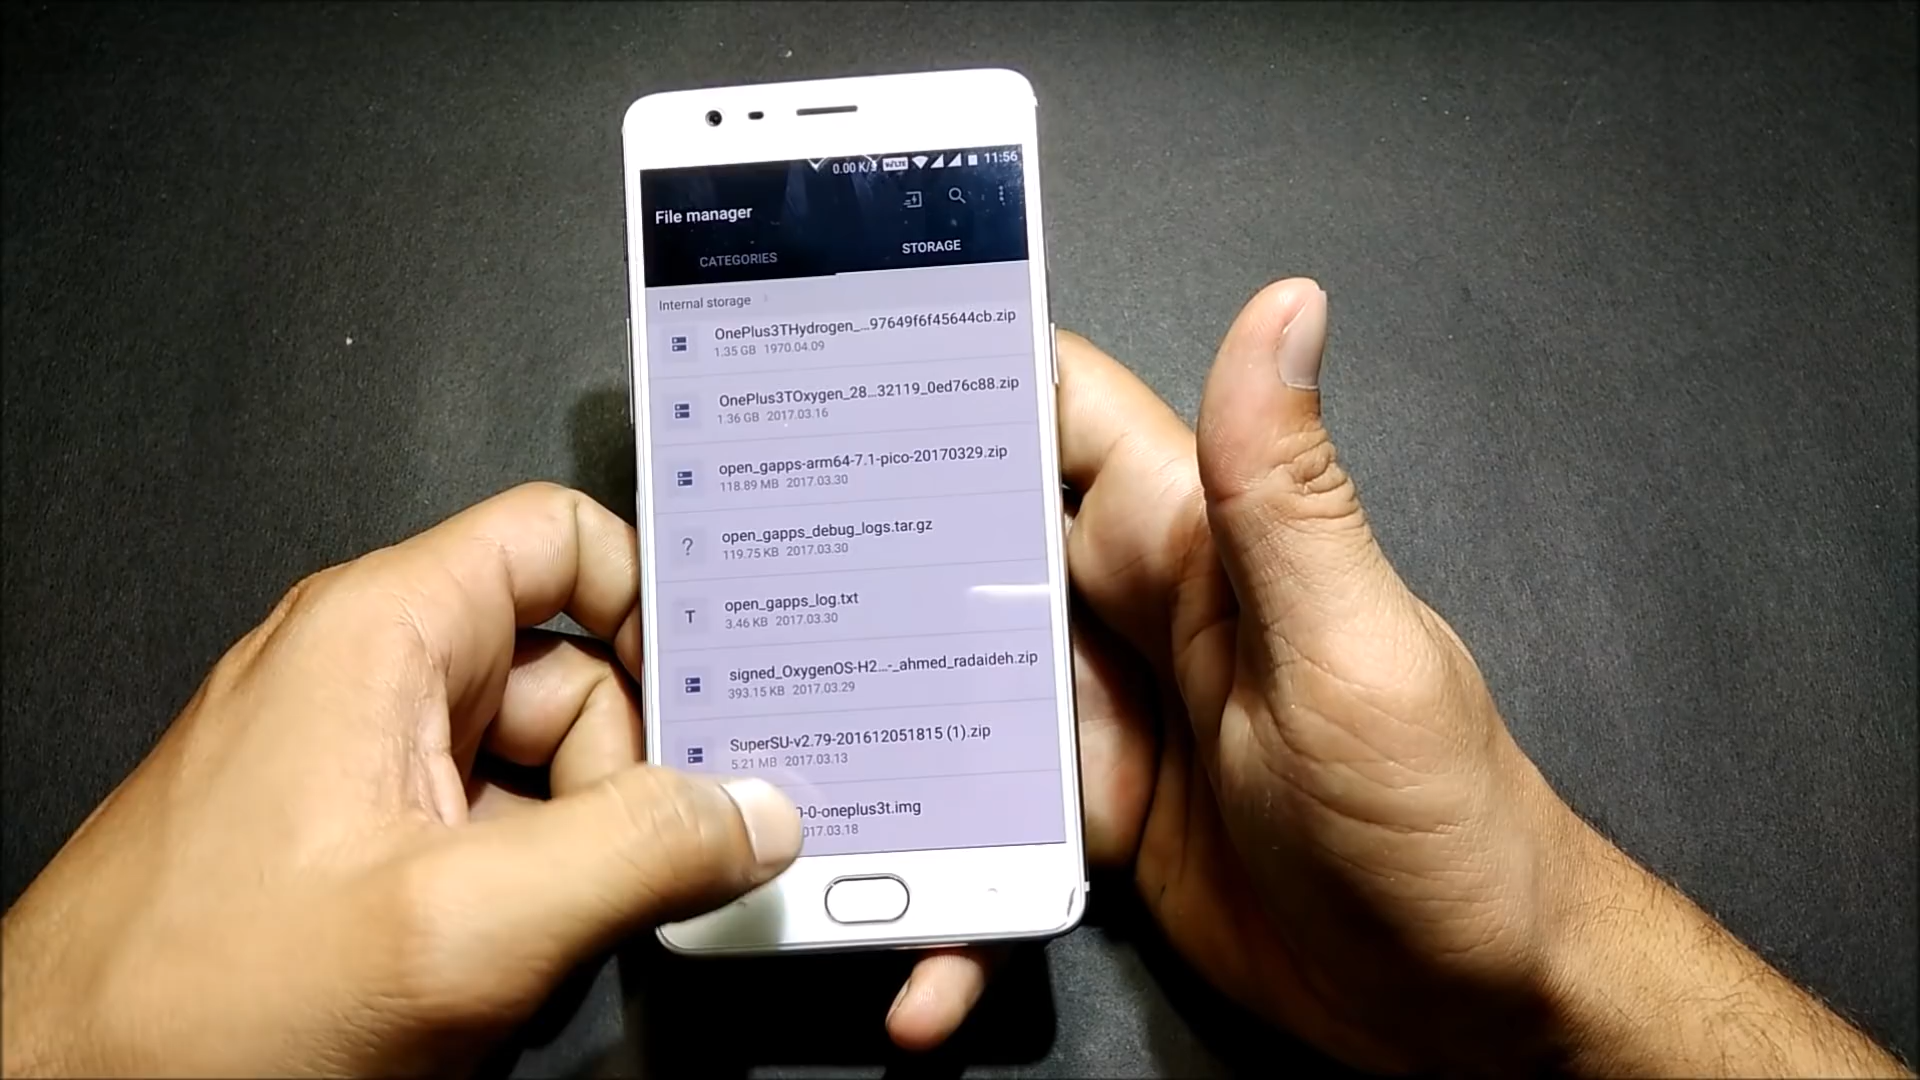 0.00 K/s VoLTE 11:56
File manager
CATEGORIES STORAGE
Internal storage
OnePlus3THydrogen_...97649f6f45644cb.zip
1.35 GB 1970.04.09
OnePlus3TOxygen_28...32119_0ed76c88.zip
1.36 GB 2017.03.16
open_gapps-arm64-7.1-pico-20170329.zip
118.89 MB 2017.03.30
open_gapps_debug_logs.tar.gz
119.75 KB 2017.03.30
open_gapps_log.txt
3.46 KB 2017.03.30
signed_OxygenOS-H2...-_ahmed_radaideh.zip
393.15 KB 2017.03.29
SuperSU-v2.79-201612051815 (1).zip
5.21 MB 2017.03.13
0-0-oneplus3t.img
017.03.18